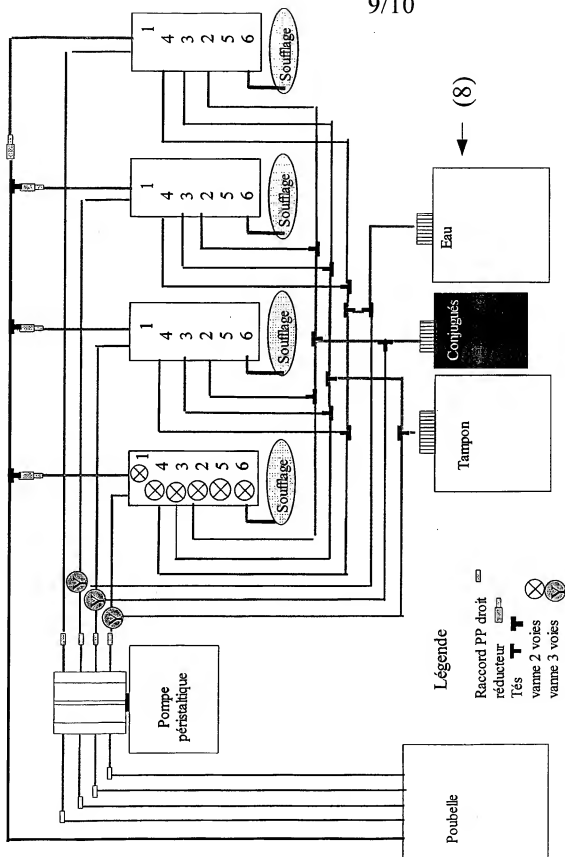 9/10
1
4
3
2
5
6
Soufflage
1
4
3
2
5
6
Soufflage
1
4
3
2
5
6
Soufflage
1
4
3
2
5
6
Soufflage
Pompe
péristaltique
Poubelle
Tampon
Conjugués
Eau
(8)
Légende
Raccord PP droit
réducteur
Tés
vanne 2 voies
vanne 3 voies